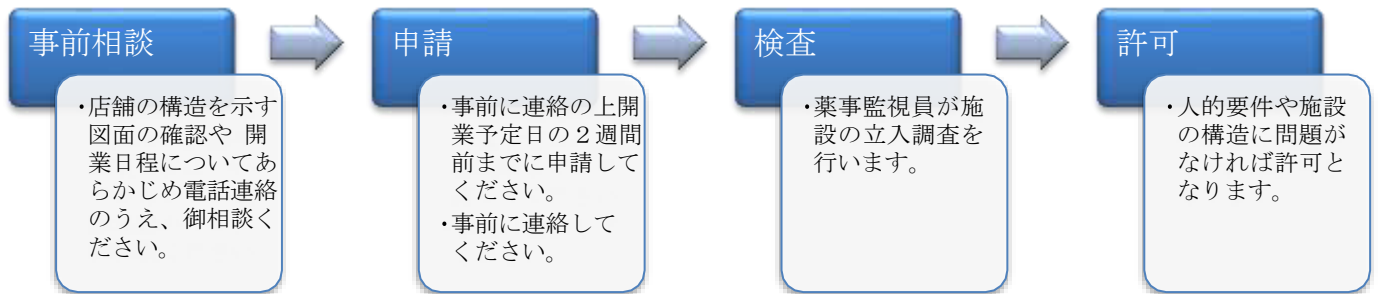 事前相談
・店舗の構造を示す
図面の確認や 開
業日程についてあ
らかじめ電話連絡
のうえ、御相談く
ださい。
申請
・事前に連絡の上開
業予定日の２週間
前までに申請して
ください。
・事前に連絡して
ください。
検査
・薬事監視員が施
設の立入調査を
行います。
許可
・人的要件や施設
の構造に問題が
なければ許可と
なります。